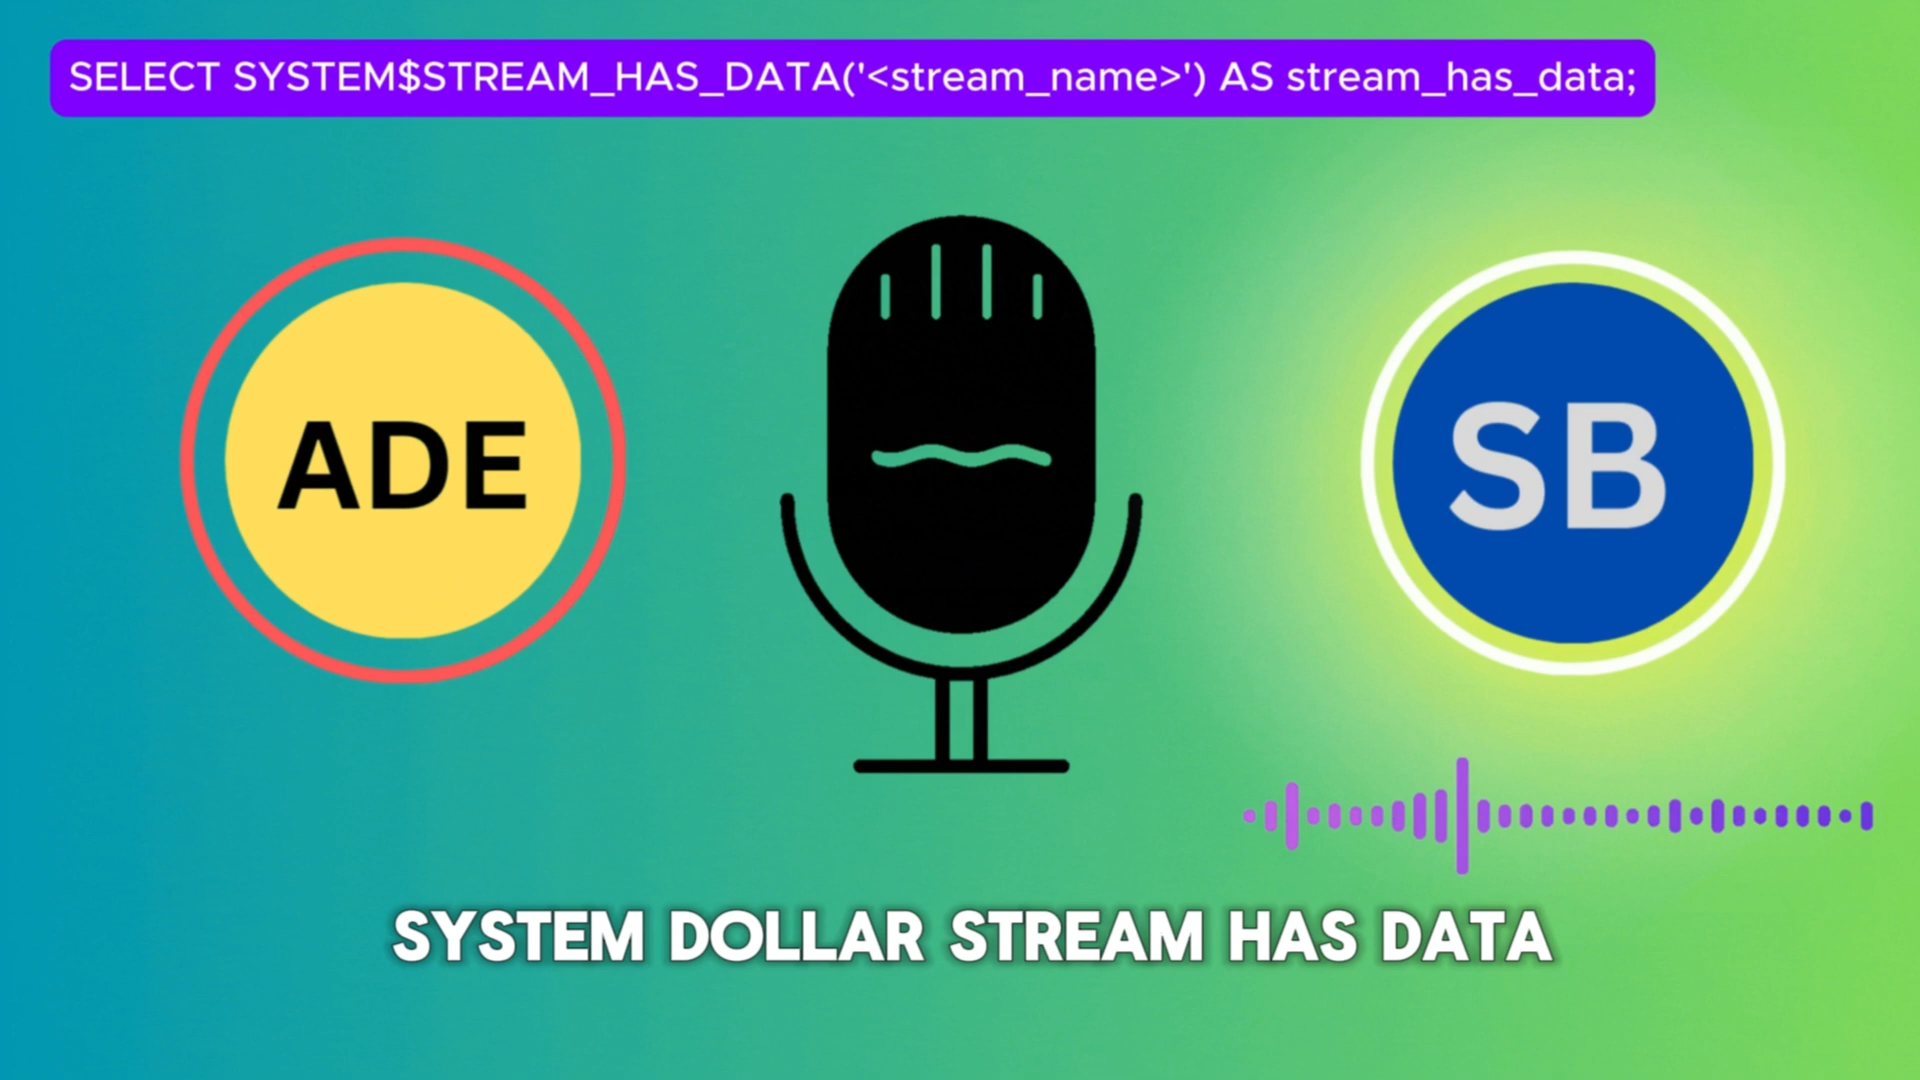 SELECT SYSTEM$STREAM_HAS_DATA('<stream_name>') AS stream_has_data;
ADE
SB
SYSTEM DOLLAR STREAM HAS DATA